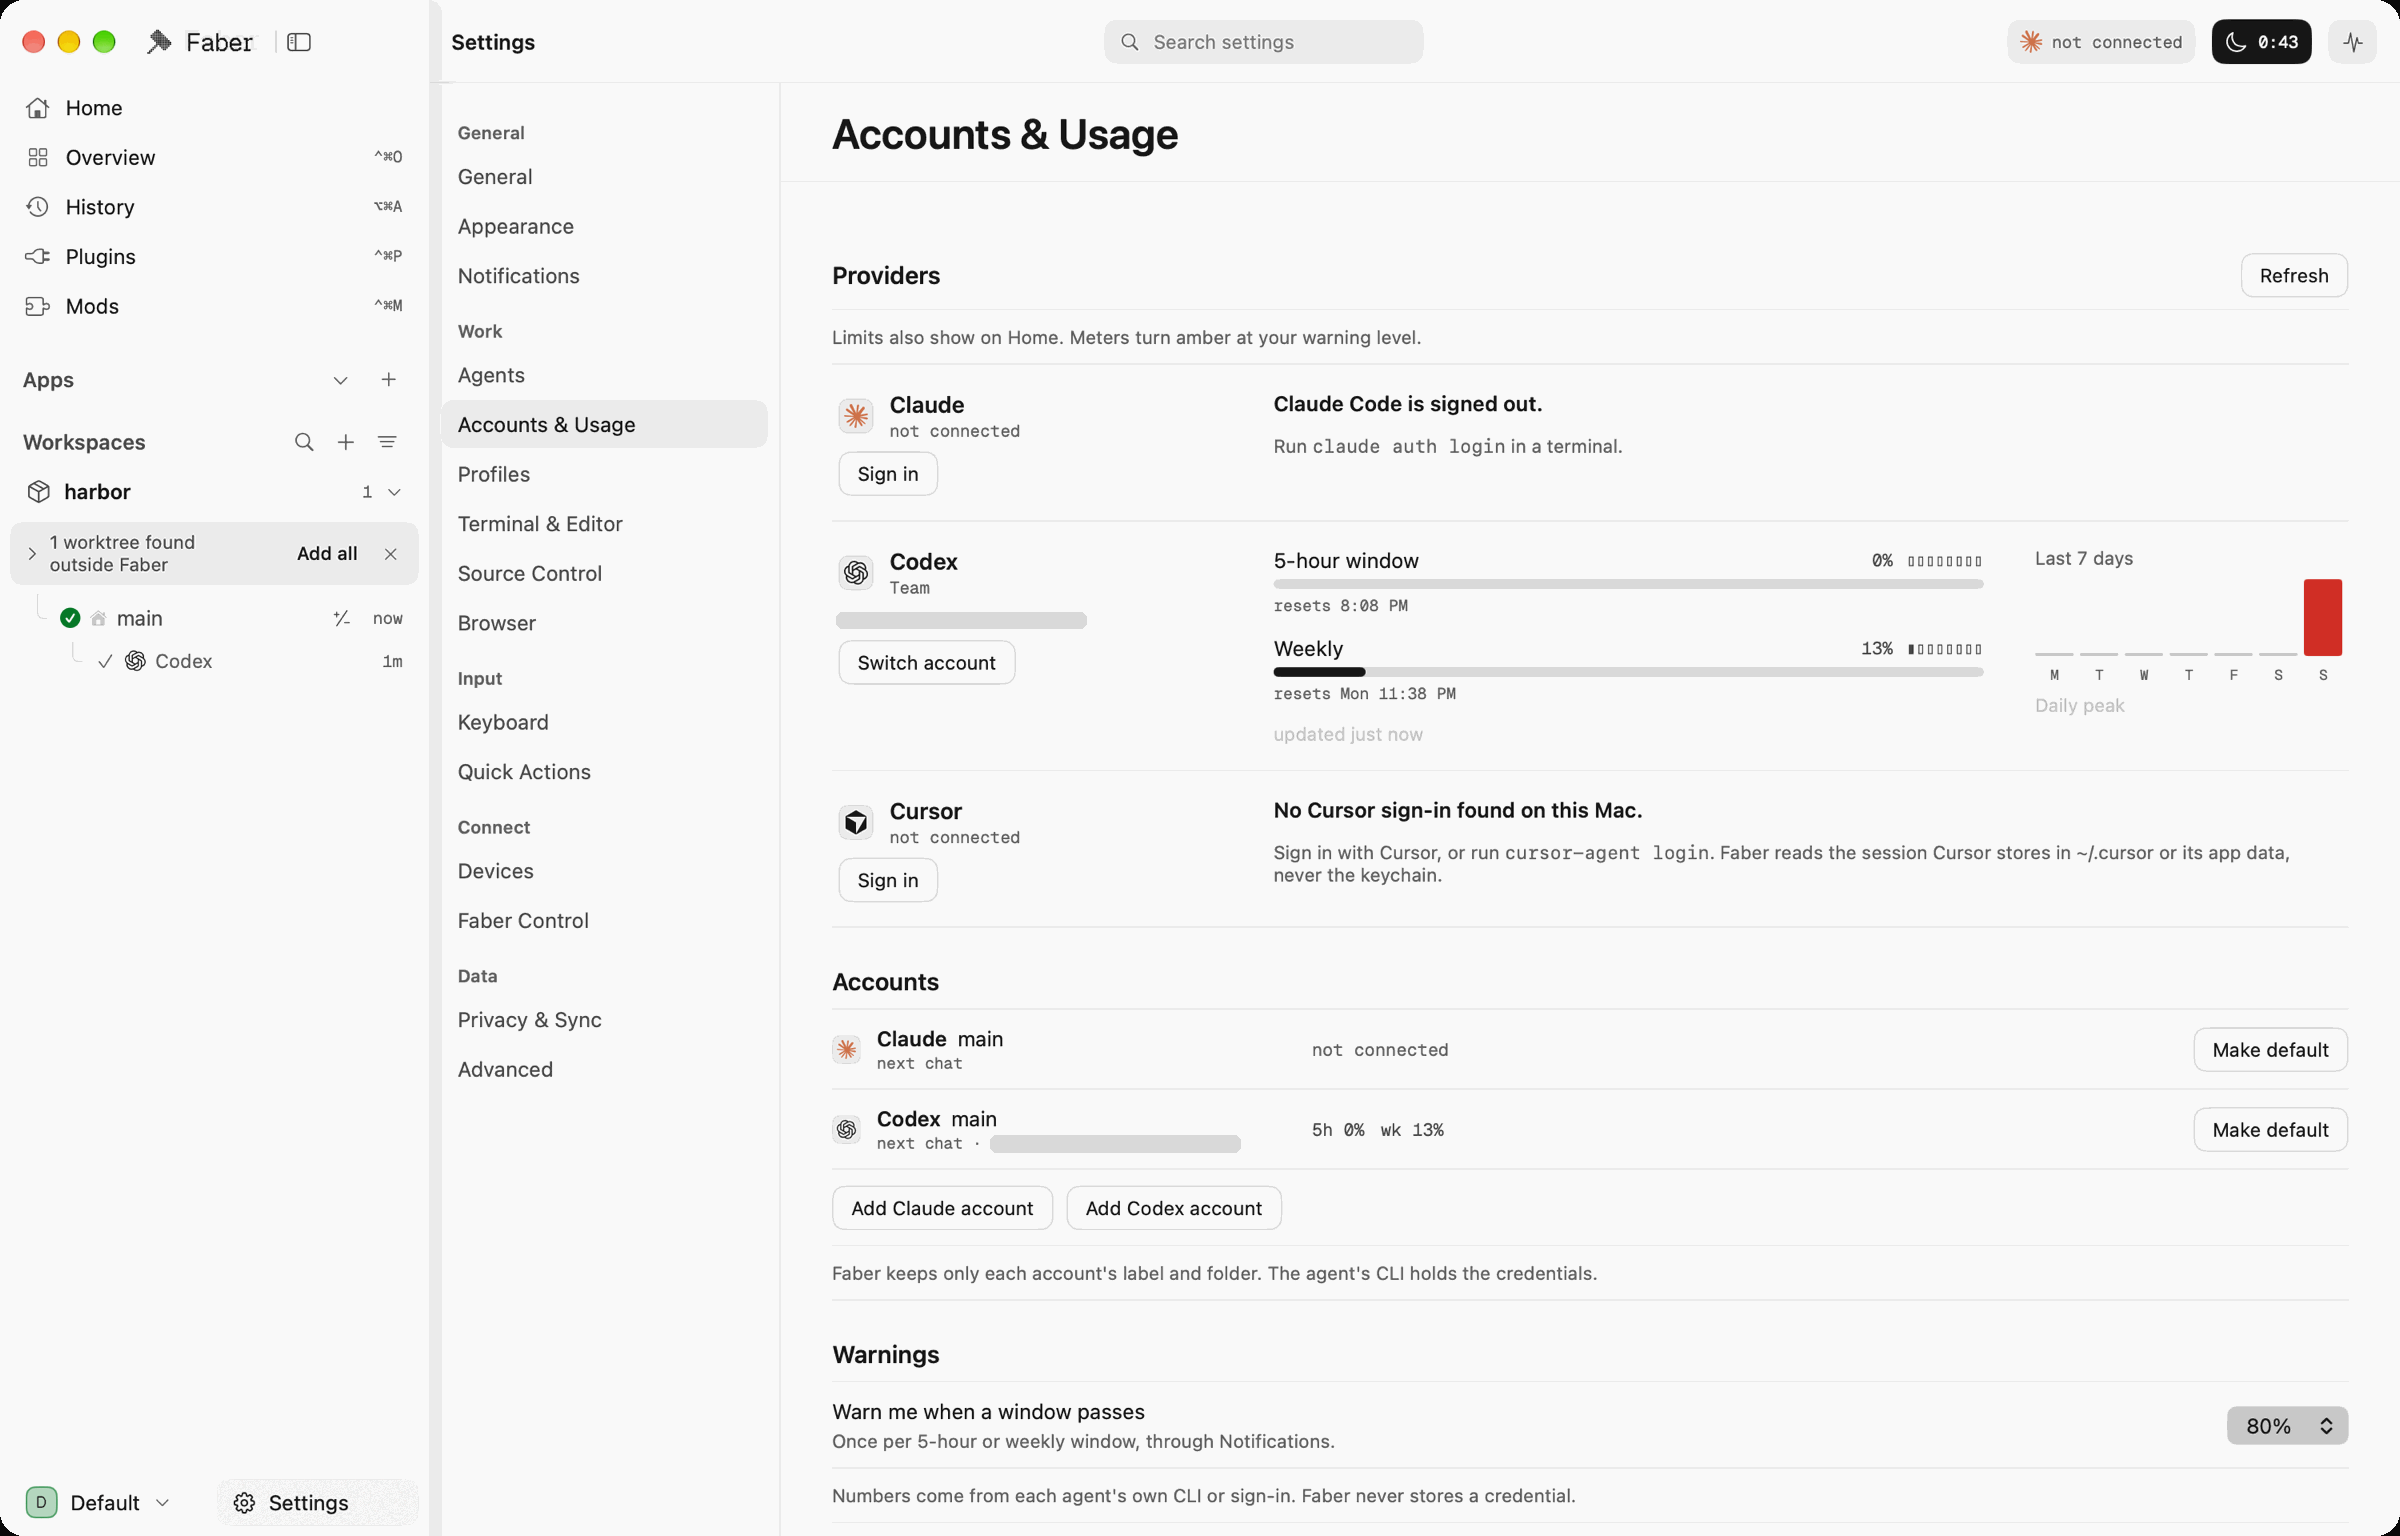 Faber
Settings
Search settings
not connected
0:43
Home
Overview ^⌘O
History ⌥⌘A
Plugins ^⌘P
Mods ^⌘M
Apps
Workspaces
harbor 1
1 worktree found
outside Faber
Add all
main now
Codex 1m
D Default
Settings
General
General
Appearance
Notifications
Work
Agents
Accounts & Usage
Profiles
Terminal & Editor
Source Control
Browser
Input
Keyboard
Quick Actions
Connect
Devices
Faber Control
Data
Privacy & Sync
Advanced
Accounts & Usage
Providers
Refresh
Limits also show on Home. Meters turn amber at your warning level.
Claude
not connected
Sign in
Claude Code is signed out.
Run claude auth login in a terminal.
Codex
Team
Switch account
5-hour window 0%
resets 8:08 PM
Weekly 13%
resets Mon 11:38 PM
updated just now
Last 7 days
M T W T F S S
Daily peak
Cursor
not connected
Sign in
No Cursor sign-in found on this Mac.
Sign in with Cursor, or run cursor-agent login. Faber reads the session Cursor stores in ~/.cursor or its app data,
never the keychain.
Accounts
Claude main
next chat
not connected
Make default
Codex main
next chat ·
5h 0% wk 13%
Make default
Add Claude account
Add Codex account
Faber keeps only each account's label and folder. The agent's CLI holds the credentials.
Warnings
Warn me when a window passes
Once per 5-hour or weekly window, through Notifications.
80%
Numbers come from each agent's own CLI or sign-in. Faber never stores a credential.